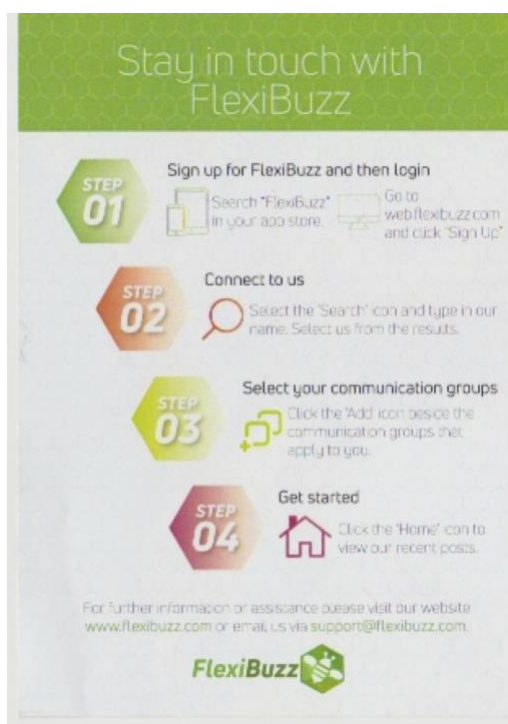 Stay in touch with
FlexiBuzz
STEP
01
Sign up for FlexiBuzz and then login
Search "FlexiBuzz"
in your app store.
Go to
web.flexibuzz.com
and click "Sign Up"
STEP
02
Connect to us
Select the 'Search' icon and type in our
name. Select us from the results.
STEP
03
Select your communication groups
Click the 'Add' icon beside the
communication groups that
apply to you.
STEP
04
Get started
Click the 'Home' icon to
view our recent posts.
For further information or assistance please visit our website
www.flexibuzz.com or email us via support@flexibuzz.com.
FlexiBuzz